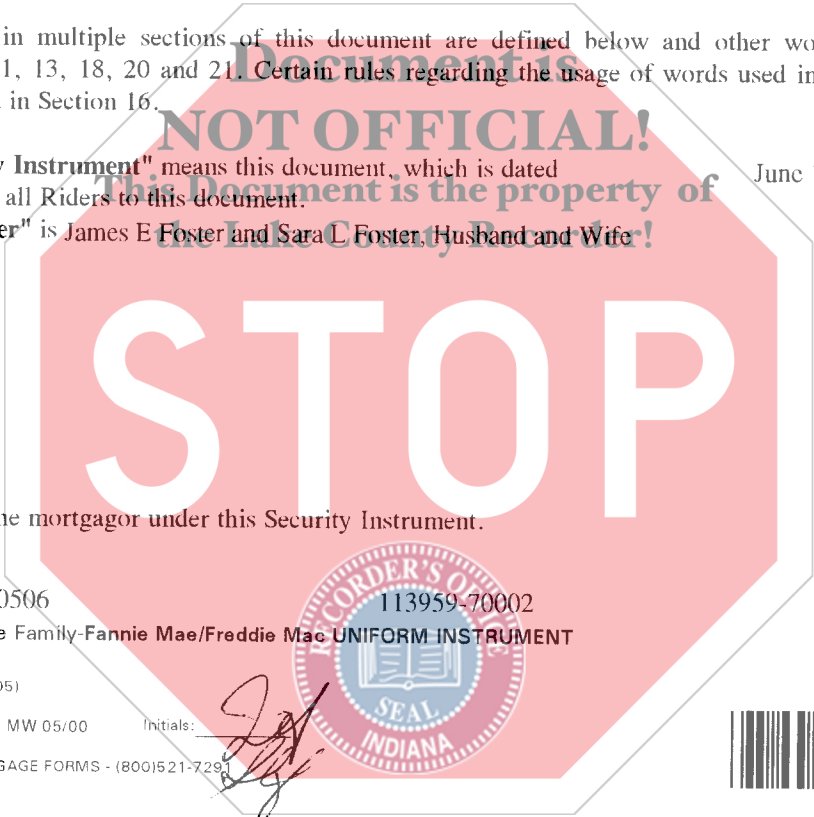 in multiple sections of this document are defined below and other wo
1, 13, 18, 20 and 21. Certain rules regarding the usage of words used in
in Section 16.
Document is
NOT OFFICIAL!
This Document is the property of
the Lake County Recorder!
Instrument" means this document, which is dated June
all Riders to this document.
er" is James E Foster and Sara L Foster, Husband and Wife
STOP
ne mortgagor under this Security Instrument.
0506 113959-70002
e Family-Fannie Mae/Freddie Mac UNIFORM INSTRUMENT
05)
MW 05/00 Initials:
GAGE FORMS - (800)521-7291
RECORDER'S OFFICE
SEAL
INDIANA